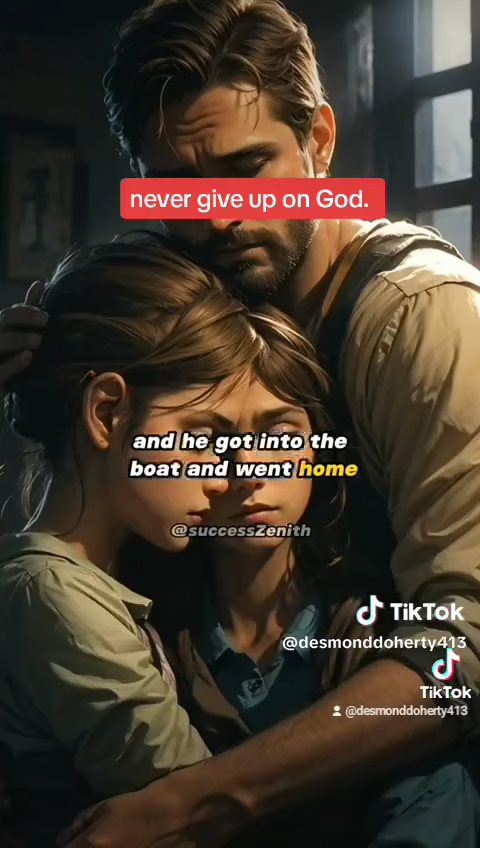 never give up on God.
and he got into the
boat and went home
@successZenith
TikTok
@desmonddoherty413
TikTok
@desmonddoherty413